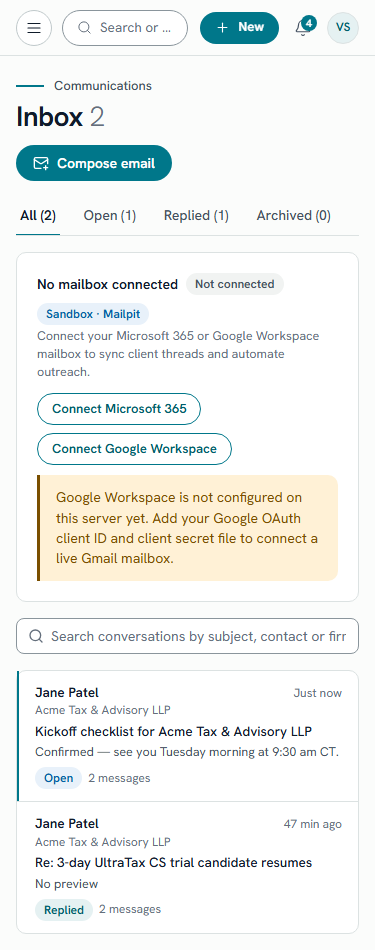 Search or ...
New
4
VS
Communications
Inbox 2
Compose email
All (2)
Open (1)
Replied (1)
Archived (0)
No mailbox connected
Not connected
Sandbox · Mailpit
Connect your Microsoft 365 or Google Workspace
mailbox to sync client threads and automate
outreach.
Connect Microsoft 365
Connect Google Workspace
Google Workspace is not configured on
this server yet. Add your Google OAuth
client ID and client secret file to connect a
live Gmail mailbox.
Search conversations by subject, contact or firr
Jane Patel
Just now
Acme Tax & Advisory LLP
Kickoff checklist for Acme Tax & Advisory LLP
Confirmed — see you Tuesday morning at 9:30 am CT.
Open
2 messages
Jane Patel
47 min ago
Acme Tax & Advisory LLP
Re: 3-day UltraTax CS trial candidate resumes
No preview
Replied
2 messages